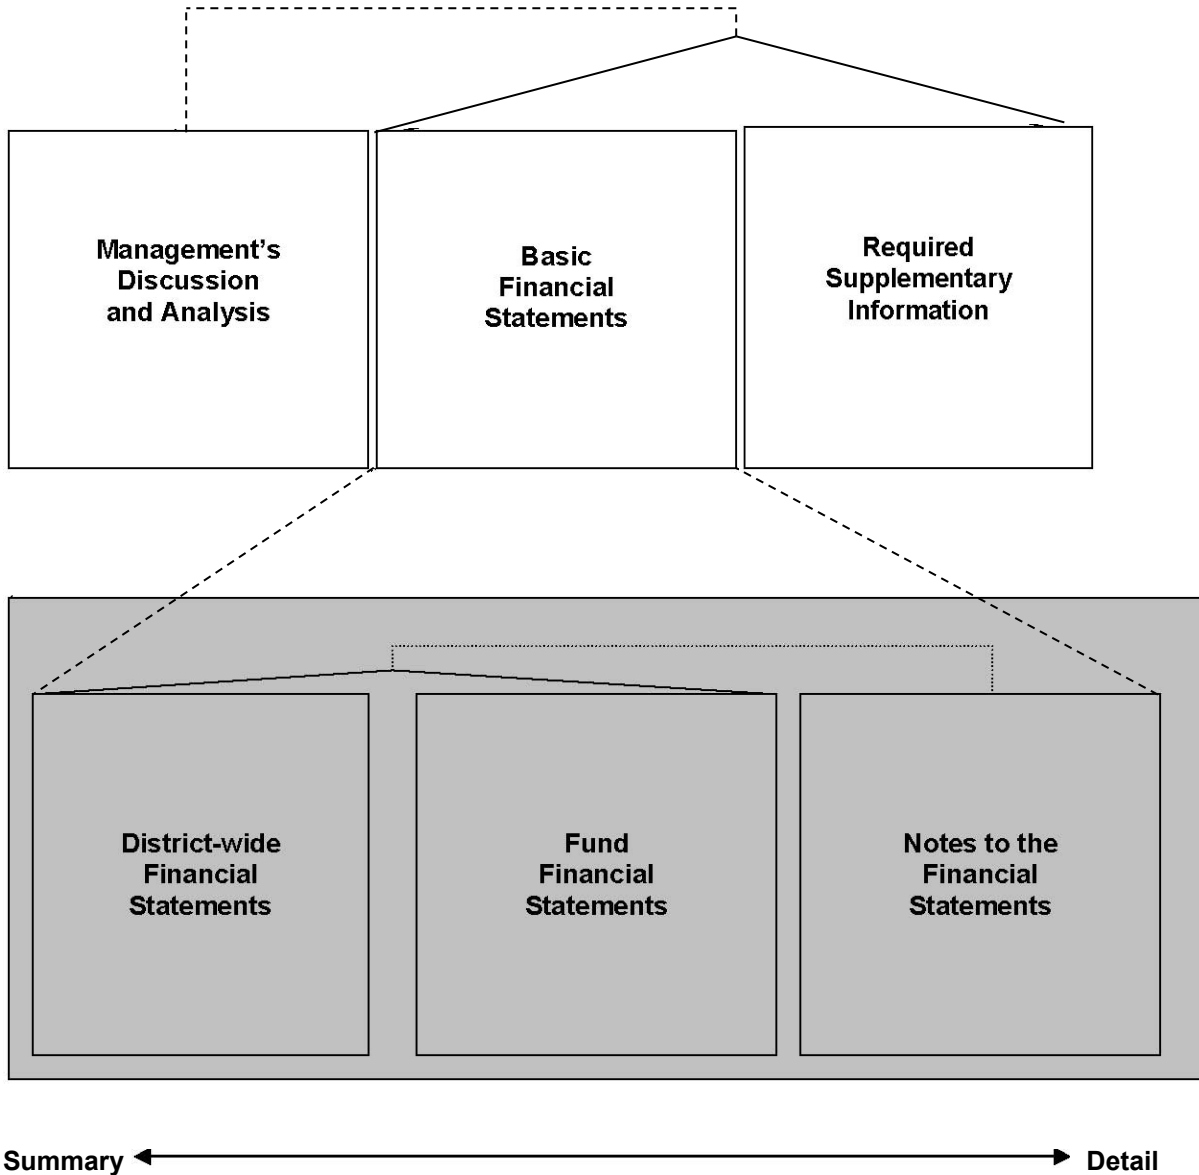 Management's
Discussion
and Analysis
Basic
Financial
Statements
Required
Supplementary
Information
District-wide
Financial
Statements
Fund
Financial
Statements
Notes to the
Financial
Statements
Summary
Detail